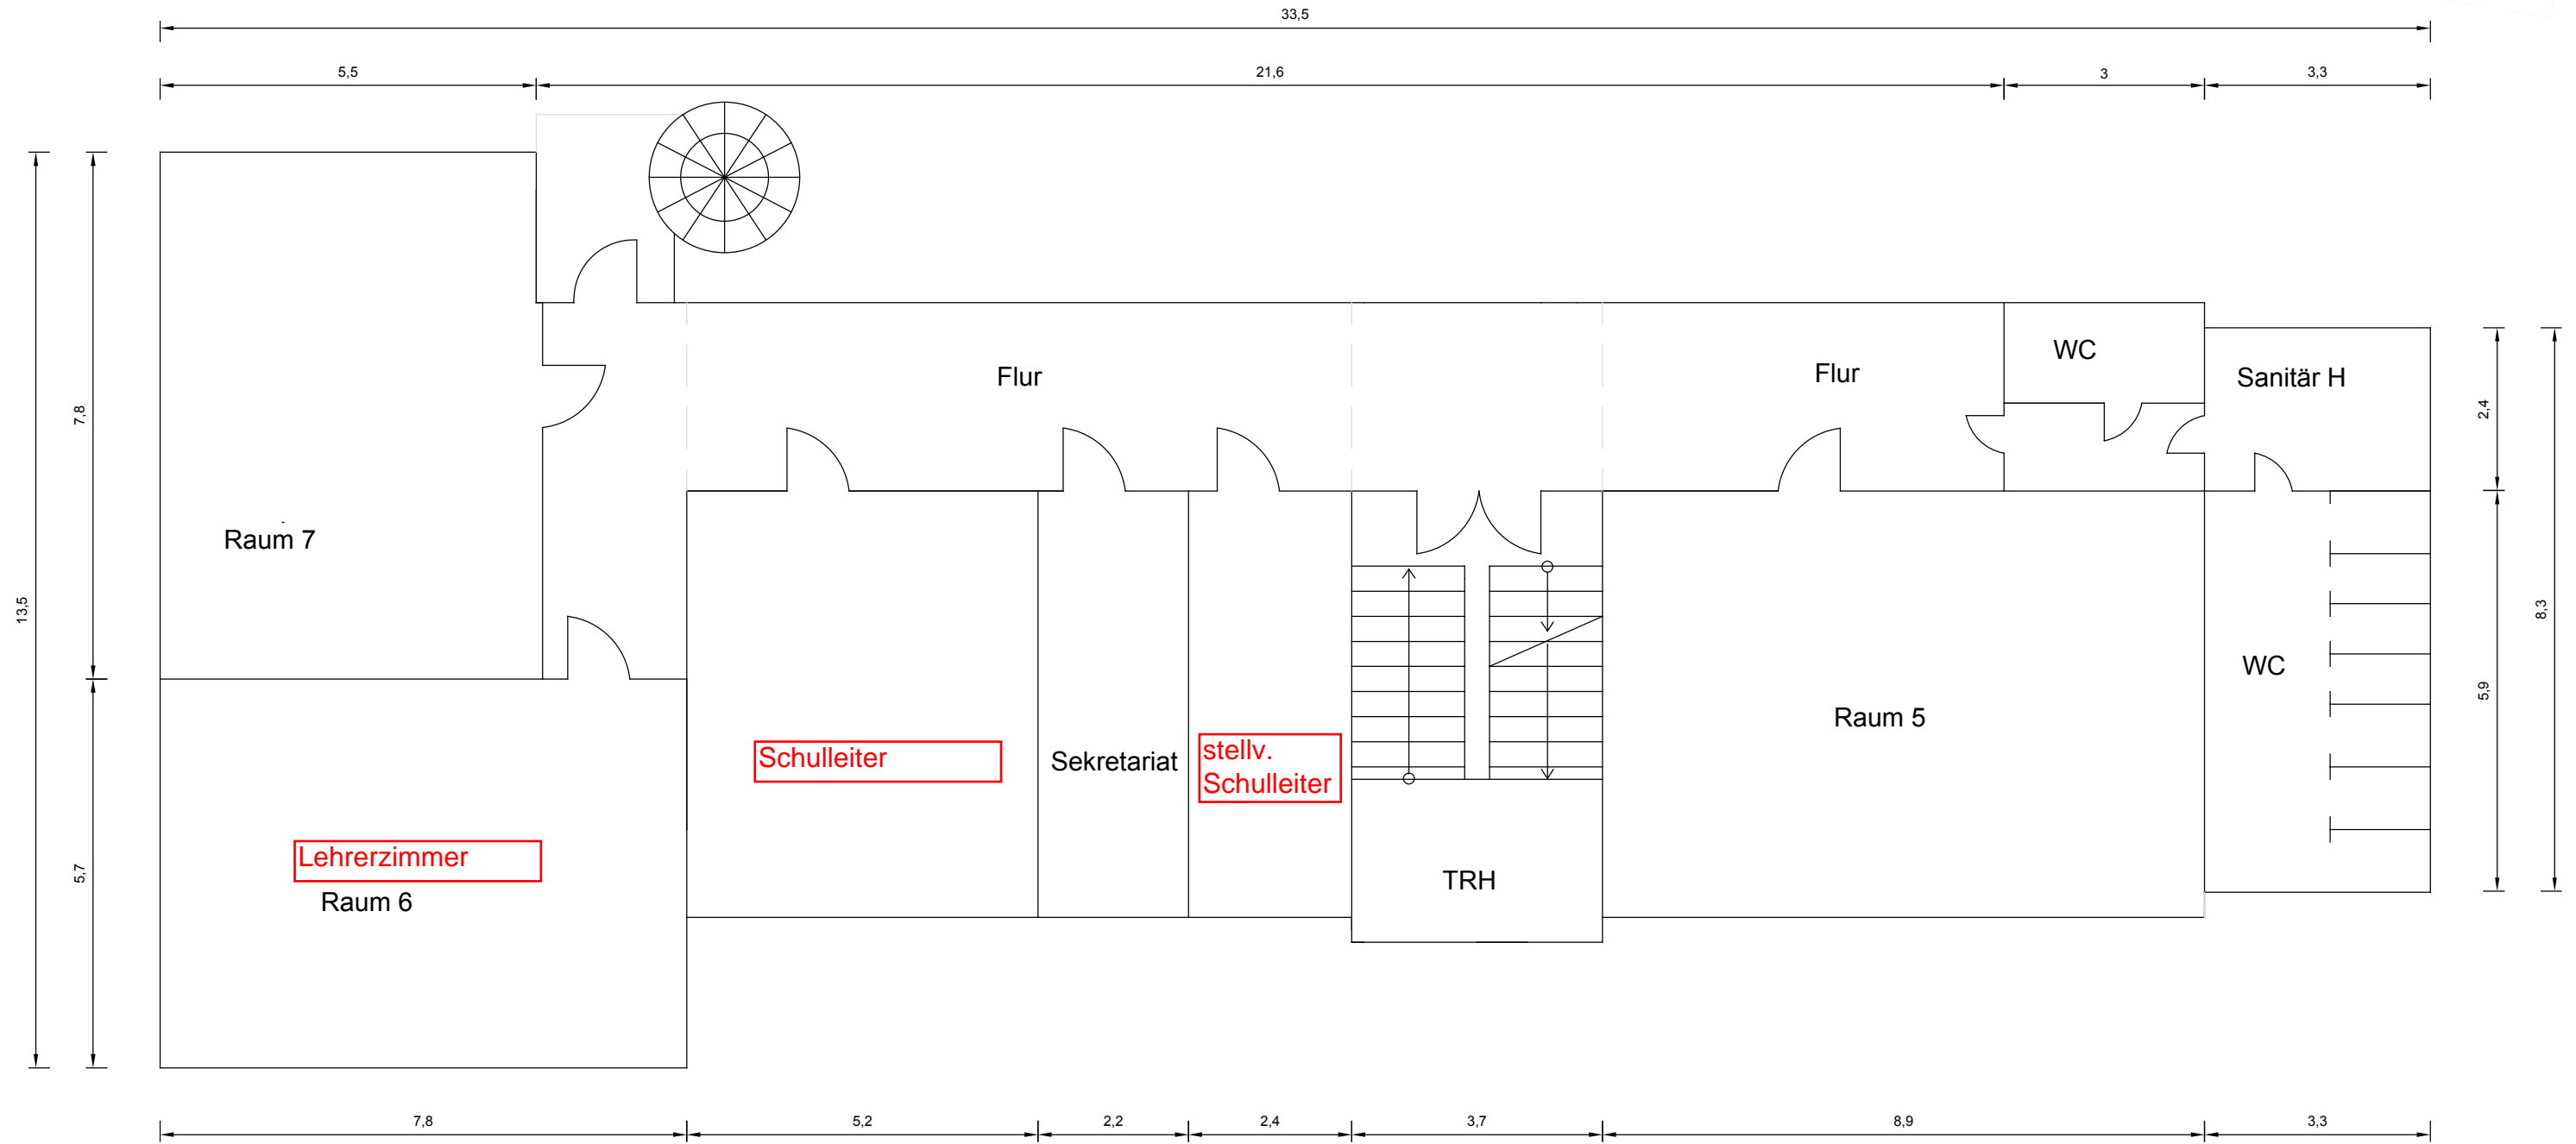 33,5
5,5
21,6
3
3,3
WC
Flur
Flur
Sanitär H
7,8
2,4
Raum 7
13,5
8,3
WC
5,9
Raum 5
Schulleiter
Sekretariat
stellv.
Schulleiter
Lehrerzimmer
5,7
TRH
Raum 6
7,8
5,2
2,2
2,4
3,7
8,9
3,3